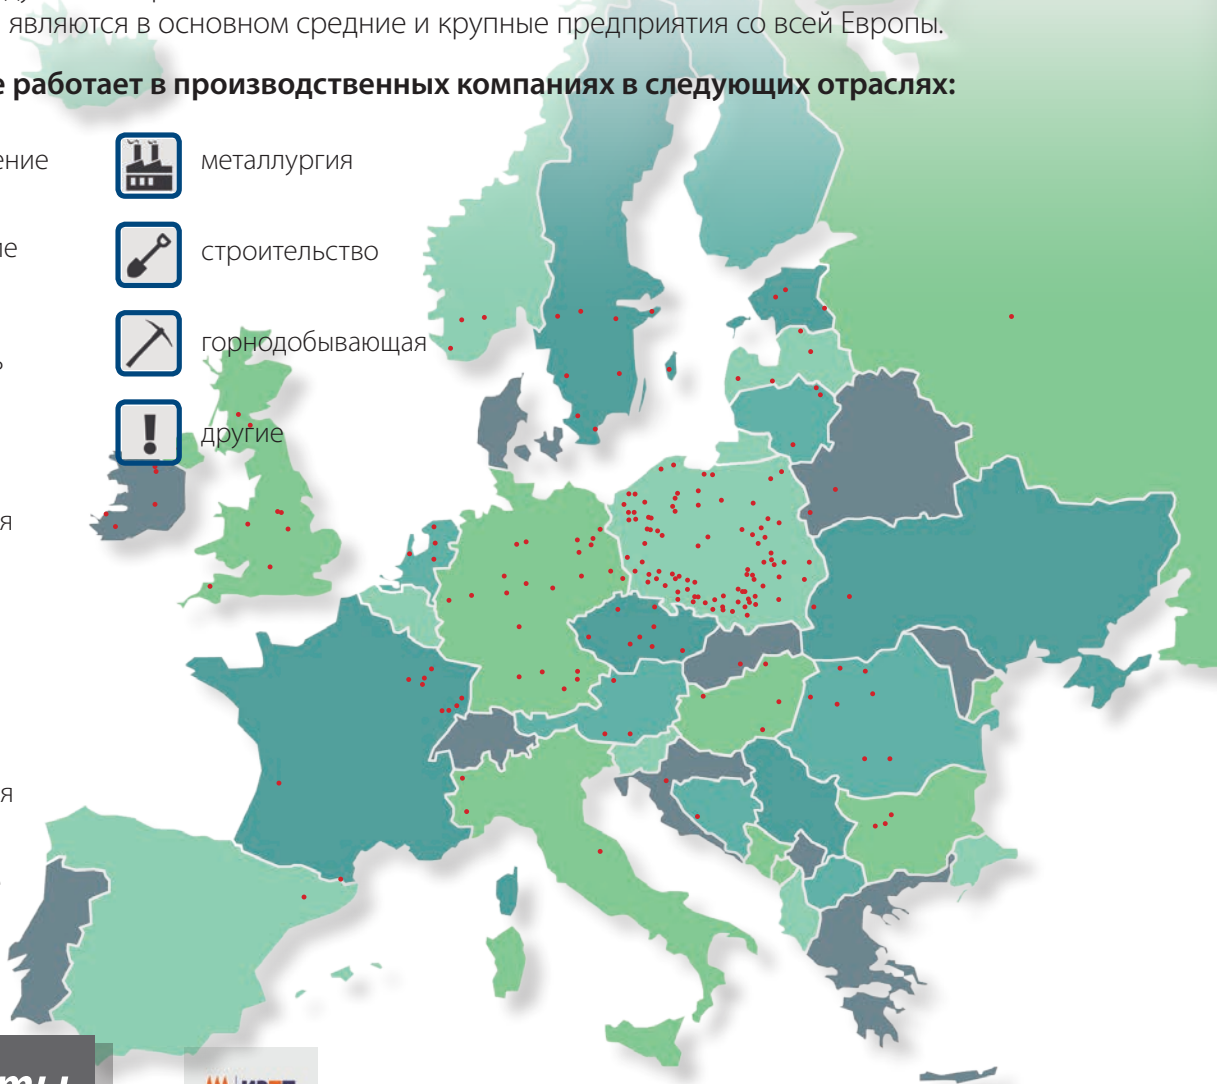 являются в основном средние и крупные предприятия со всей Европы.
работает в производственных компаниях в следующих отраслях:
металлургия
строительство
горнодобывающая
другие